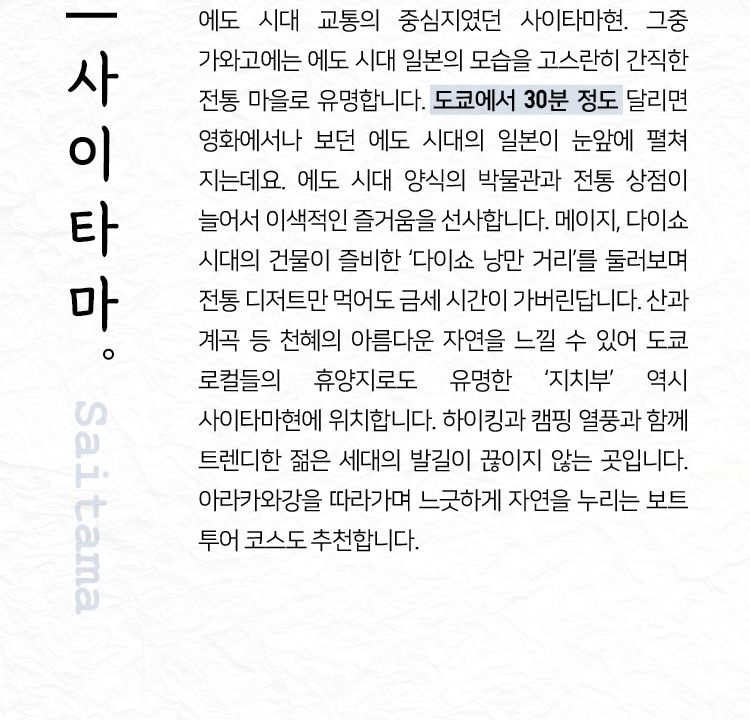 사이타마。
Saitama
에도 시대 교통의 중심지였던 사이타마현. 그중
가와고에는 에도 시대 일본의 모습을 고스란히 간직한
전통 마을로 유명합니다. 도쿄에서 30분 정도 달리면
영화에서나 보던 에도 시대의 일본이 눈앞에 펼쳐
지는데요. 에도 시대 양식의 박물관과 전통 상점이
늘어서 이색적인 즐거움을 선사합니다. 메이지, 다이쇼
시대의 건물이 즐비한 ‘다이쇼 낭만 거리’를 둘러보며
전통 디저트만 먹어도 금세 시간이 가버린답니다. 산과
계곡 등 천혜의 아름다운 자연을 느낄 수 있어 도쿄
로컬들의 휴양지로도 유명한 ‘지치부’ 역시
사이타마현에 위치합니다. 하이킹과 캠핑 열풍과 함께
트렌디한 젊은 세대의 발길이 끊이지 않는 곳입니다.
아라카와강을 따라가며 느긋하게 자연을 누리는 보트
투어 코스도 추천합니다.